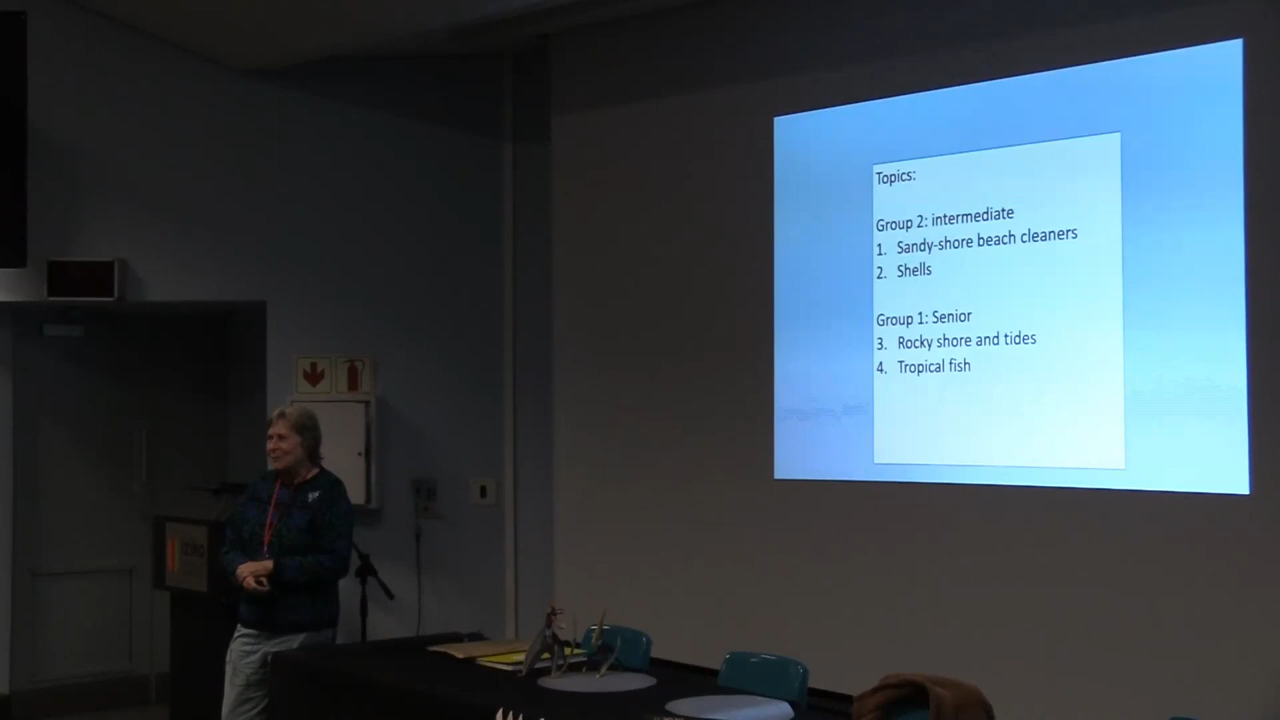 Topics:
Group 2: intermediate
1. Sandy-shore beach cleaners
2. Shells
Group 1: Senior
3. Rocky shore and tides
4. Tropical fish